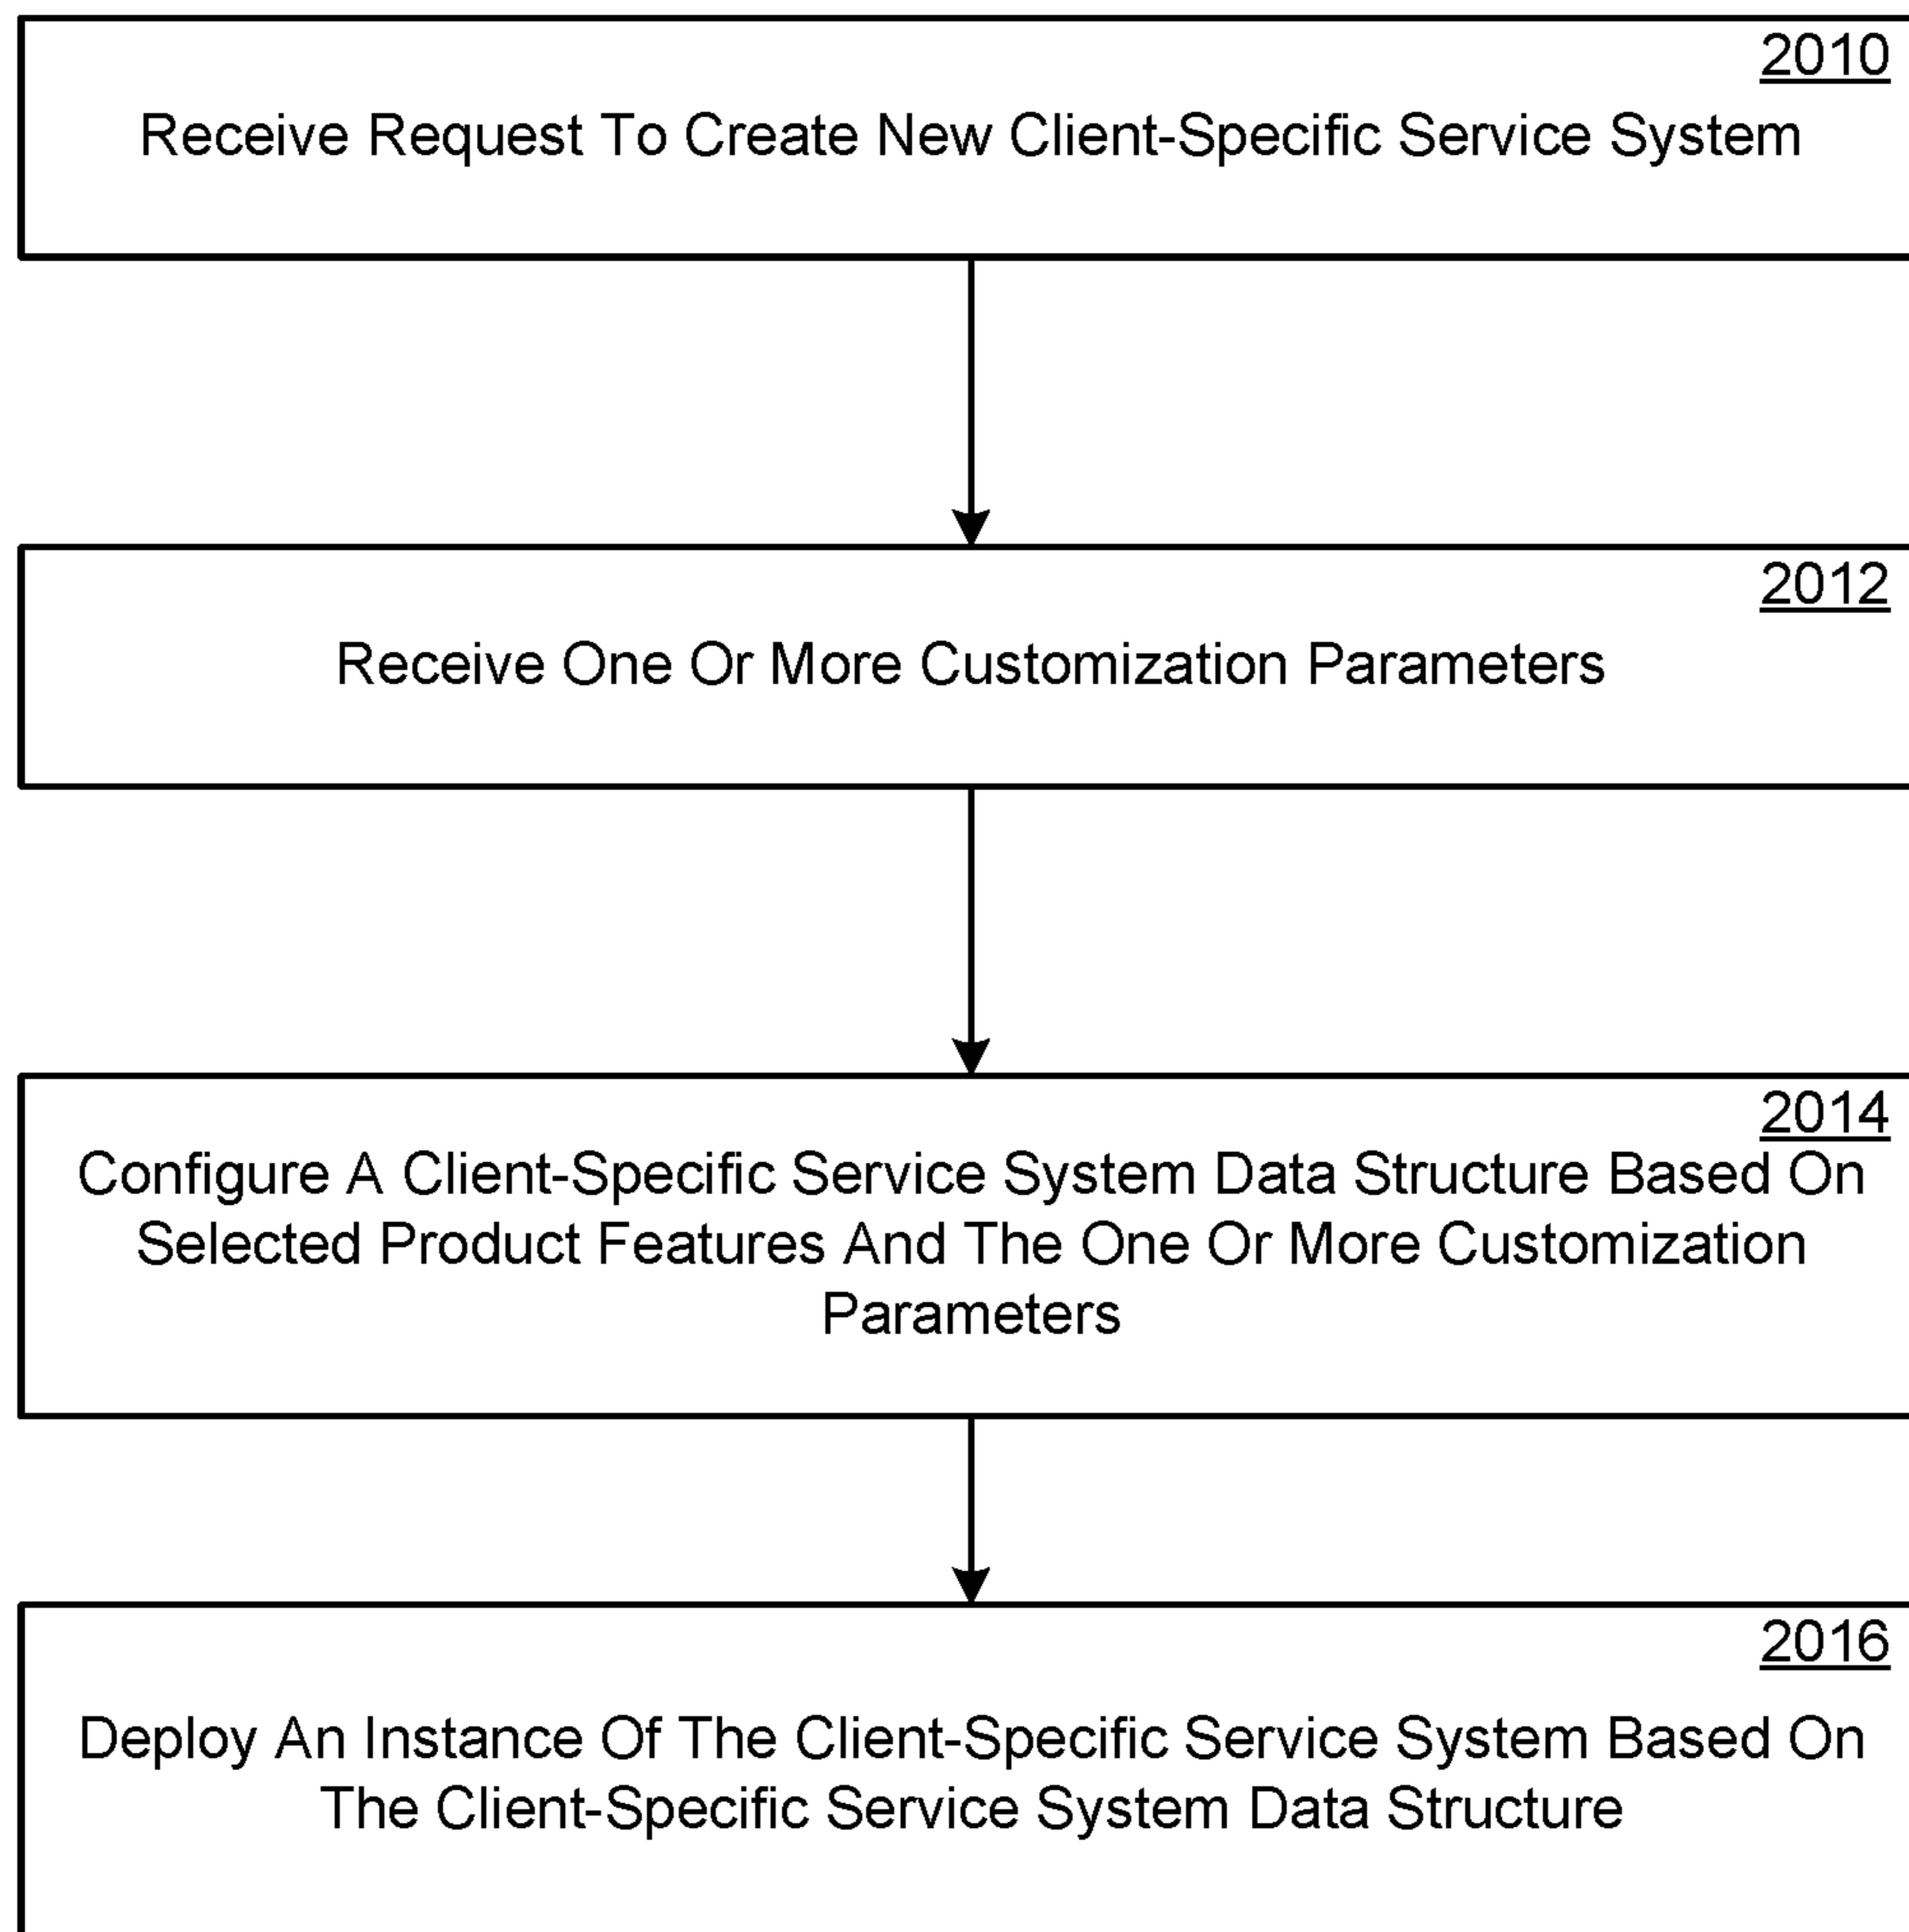 2010
Receive Request To Create New Client-Specific Service System
2012
Receive One Or More Customization Parameters
2014
Configure A Client-Specific Service System Data Structure Based On
Selected Product Features And The One Or More Customization
Parameters
2016
Deploy An Instance Of The Client-Specific Service System Based On
The Client-Specific Service System Data Structure